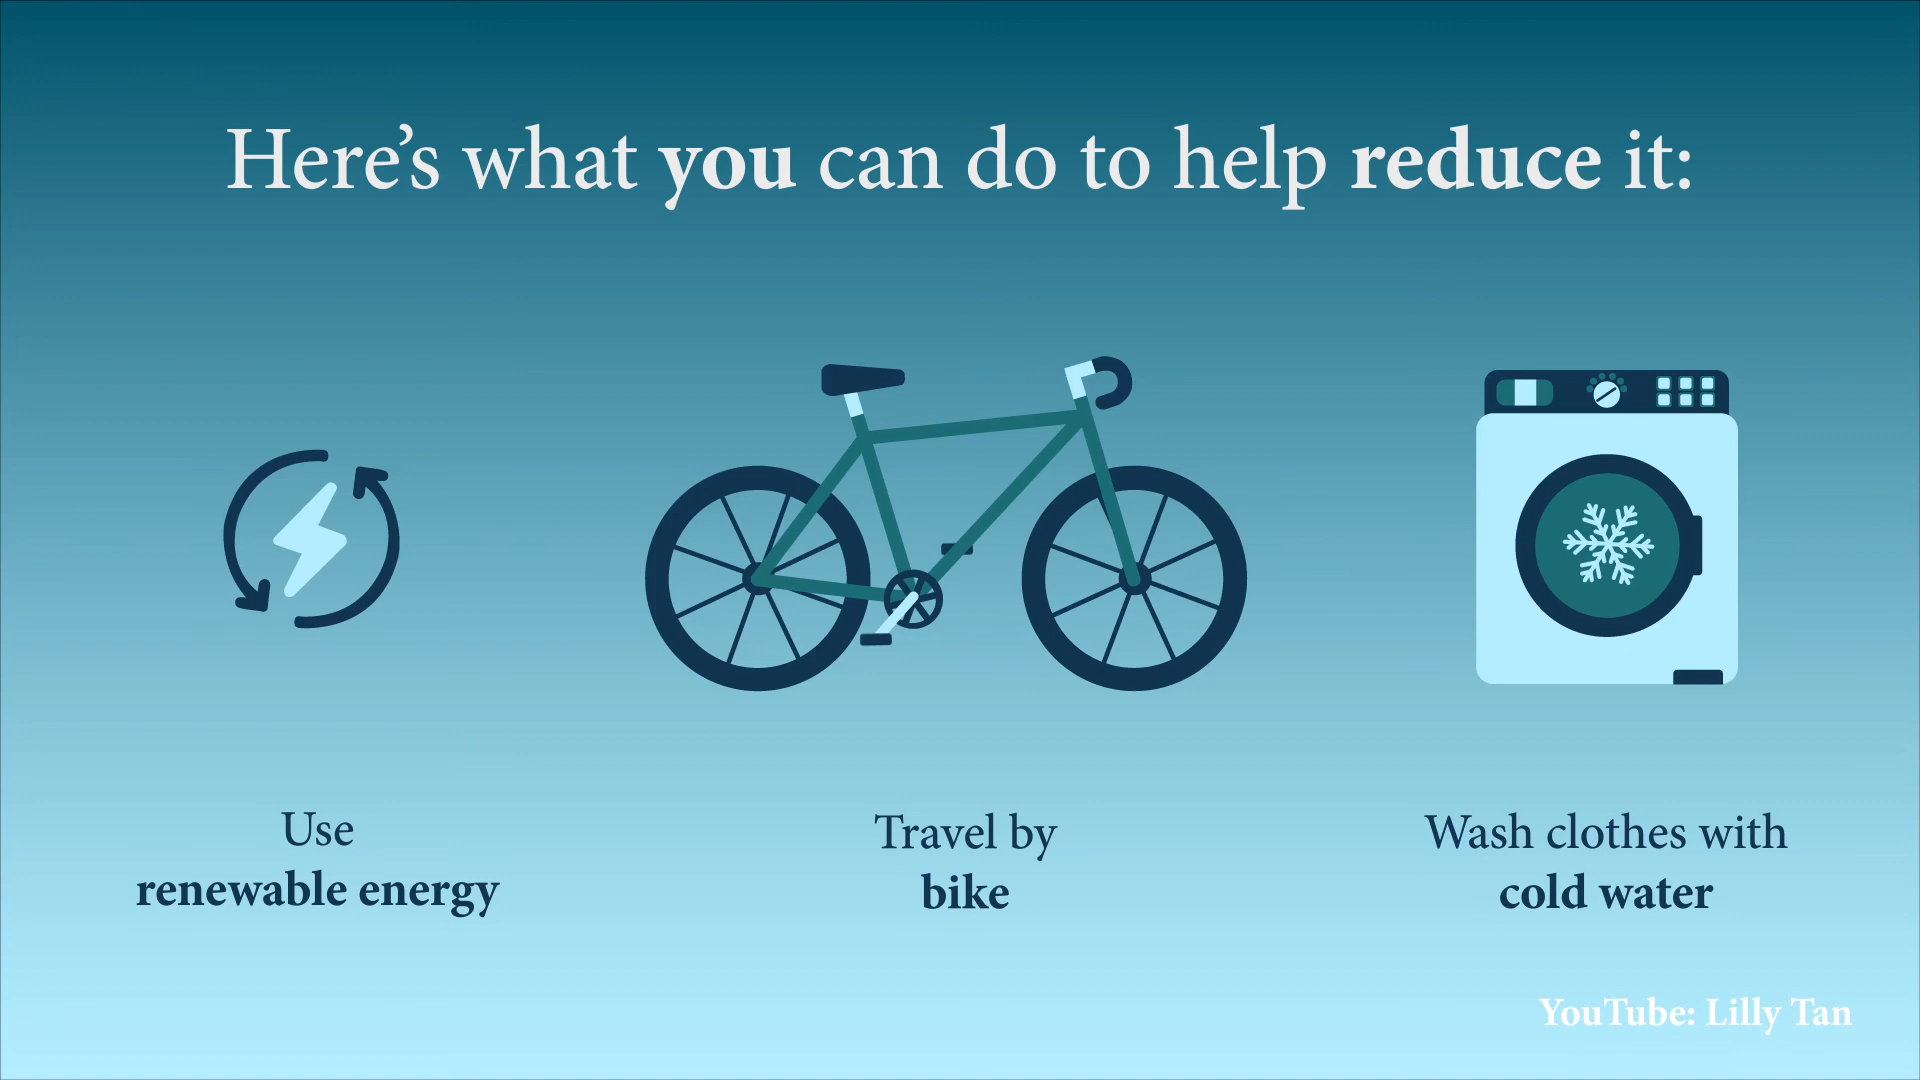 Here’s what you can do to help reduce it:
Use
renewable energy
Travel by
bike
Wash clothes with
cold water
YouTube: Lilly Tan